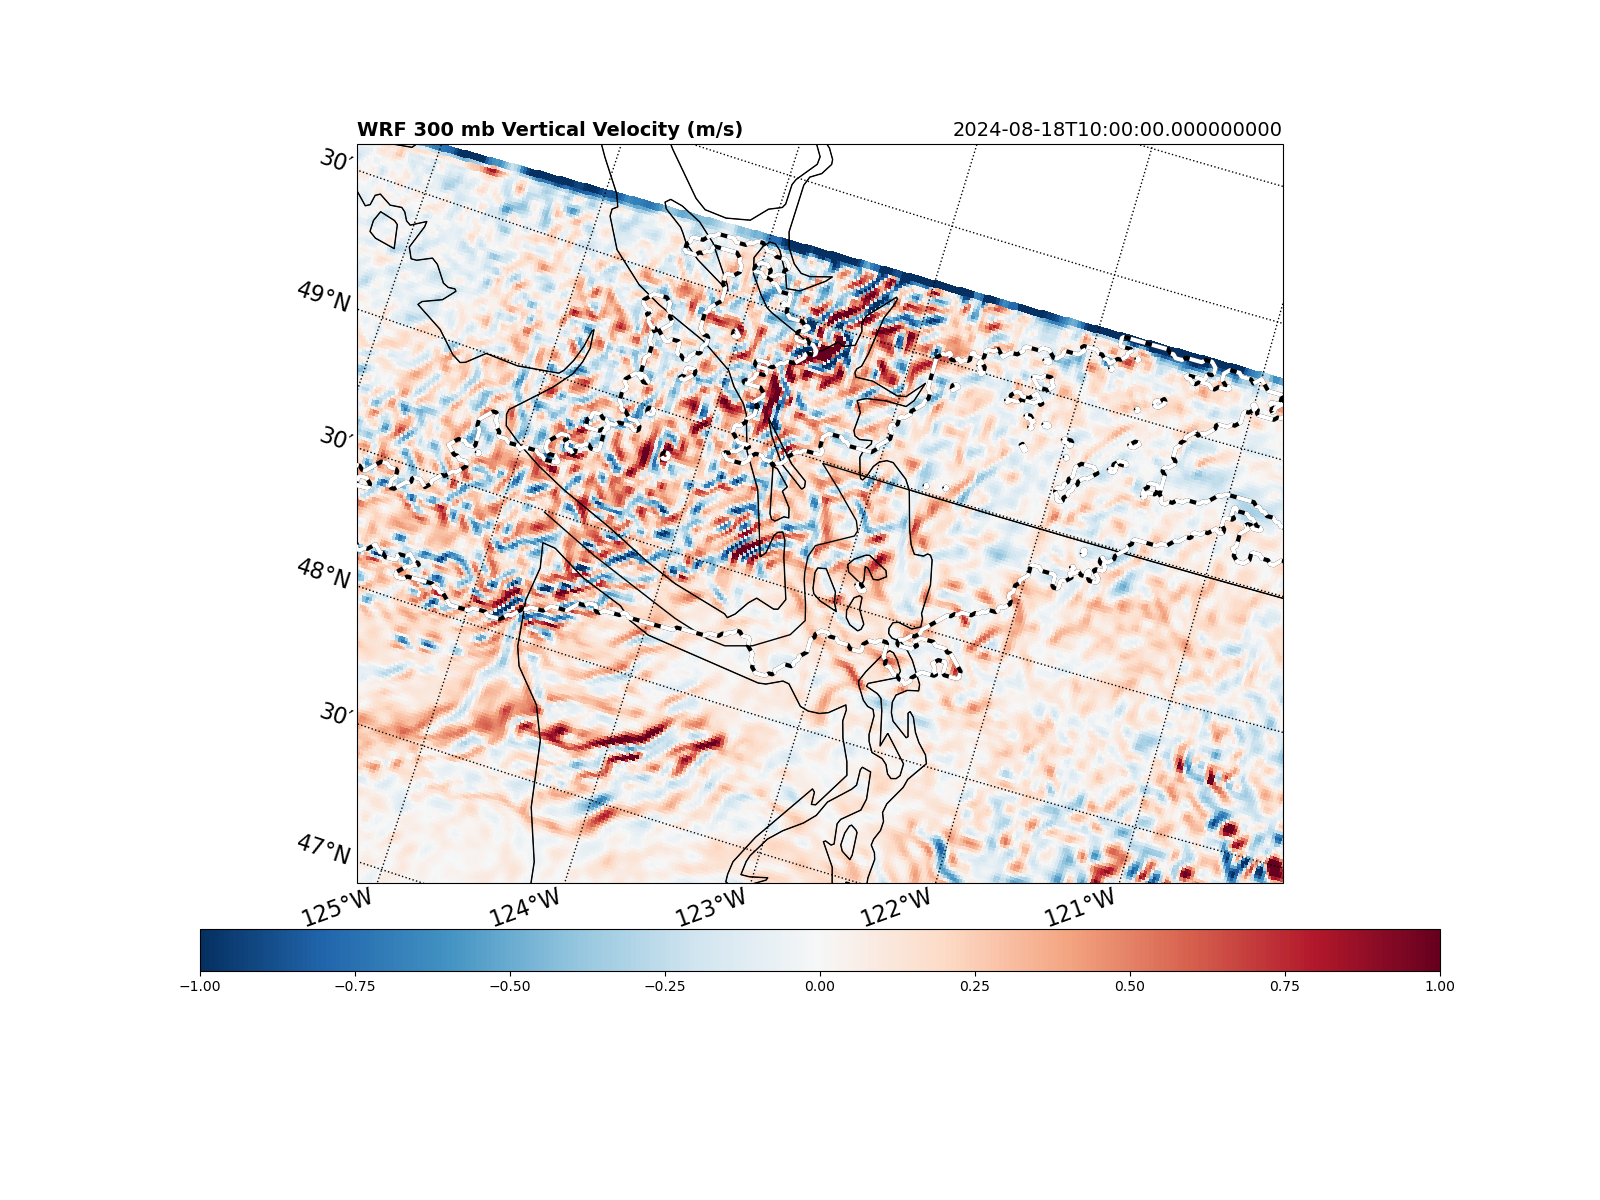 WRF 300 mb Vertical Velocity (m/s) 2024-08-18T10:00:00.000000000
30′
49°N
30′
48°N
30′
47°N
125°W 124°W 123°W 122°W 121°W
−1.00 −0.75 −0.50 −0.25 0.00 0.25 0.50 0.75 1.00